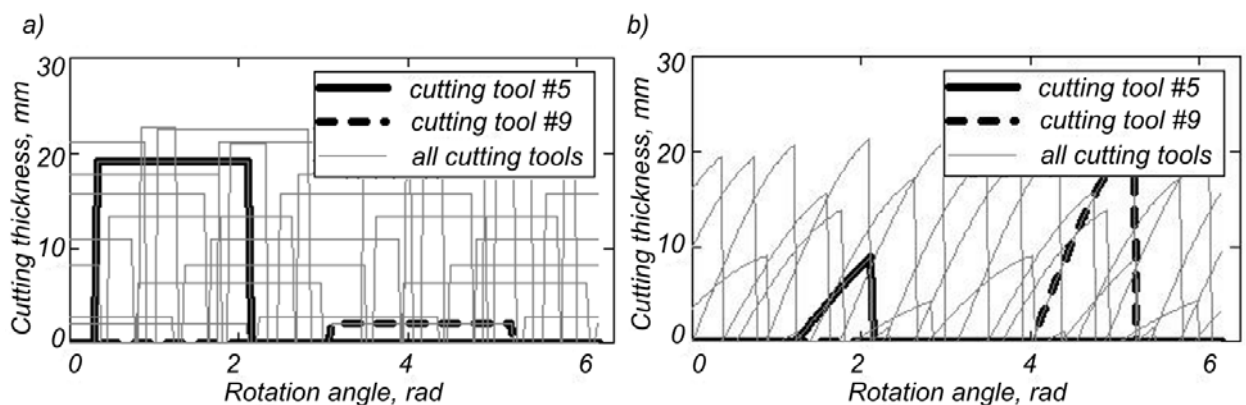 a)
30
20
10
0
Cutting thickness, mm
cutting tool #5
cutting tool #9
all cutting tools
0 2 4 6
Rotation angle, rad
b)
30
20
10
0
Cutting thickness, mm
cutting tool #5
cutting tool #9
all cutting tools
0 2 4 6
Rotation angle, rad